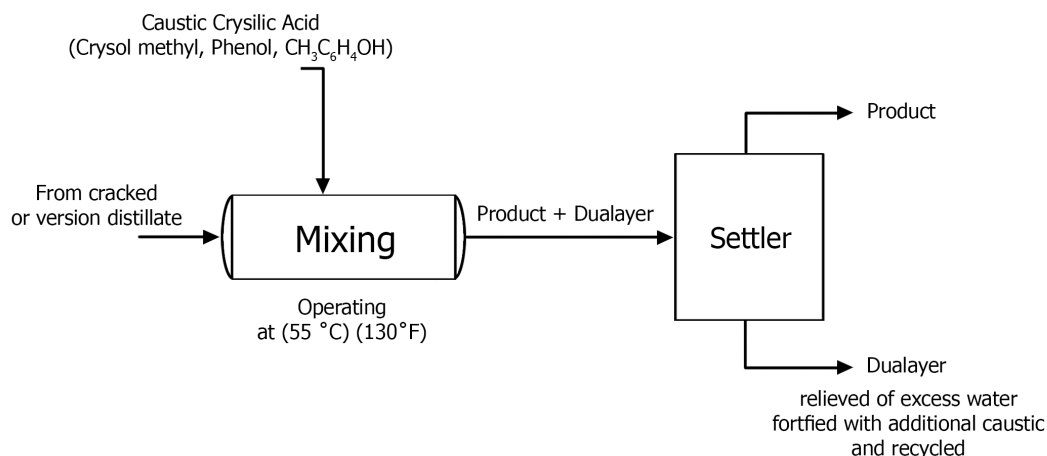 Caustic Crysilic Acid
(Crysol methyl, Phenol, CH₃C₆H₄OH)
From cracked
or version distillate
Mixing
Operating
at (55 ˚C) (130˚F)
Product + Dualayer
Settler
Product
Dualayer
relieved of excess water
fortfied with additional caustic
and recycled